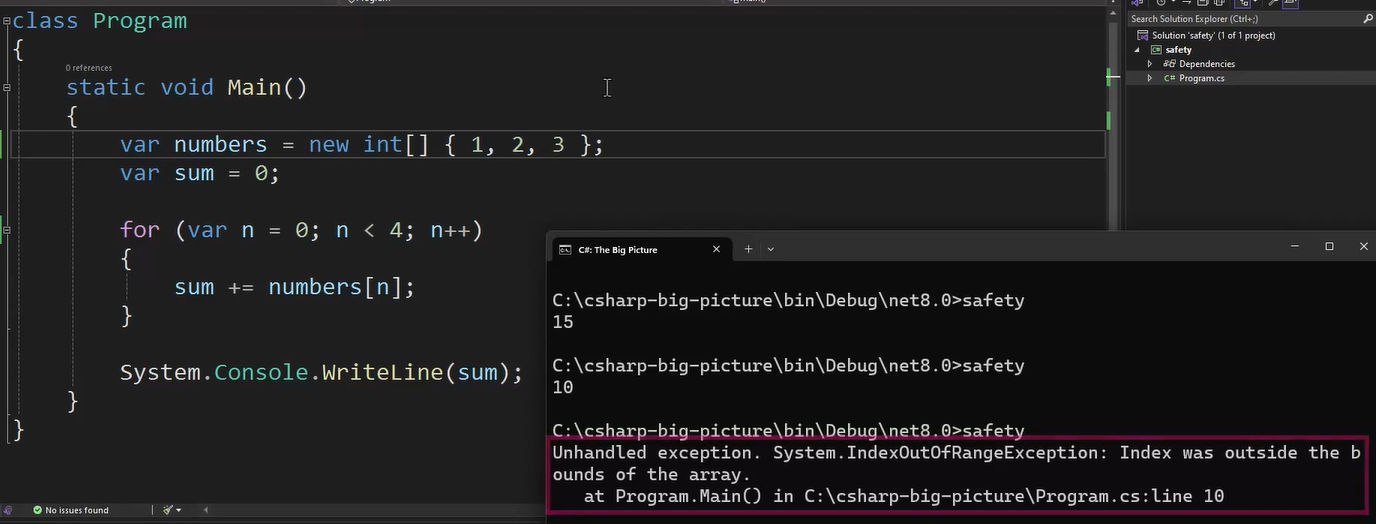 class Program
{
0 references
static void Main()
{
var numbers = new int[] { 1, 2, 3 };
var sum = 0;
for (var n = 0; n < 4; n++)
{
sum += numbers[n];
}
System.Console.WriteLine(sum);
}
}
No issues found
Search Solution Explorer (Ctrl+;)
Solution 'safety' (1 of 1 project)
safety
Dependencies
C# Program.cs
C#: The Big Picture
C:\csharp-big-picture\bin\Debug\net8.0>safety
15
C:\csharp-big-picture\bin\Debug\net8.0>safety
10
C:\csharp-big-picture\bin\Debug\net8.0>safety
Unhandled exception. System.IndexOutOfRangeException: Index was outside the b
ounds of the array.
at Program.Main() in C:\csharp-big-picture\Program.cs:line 10